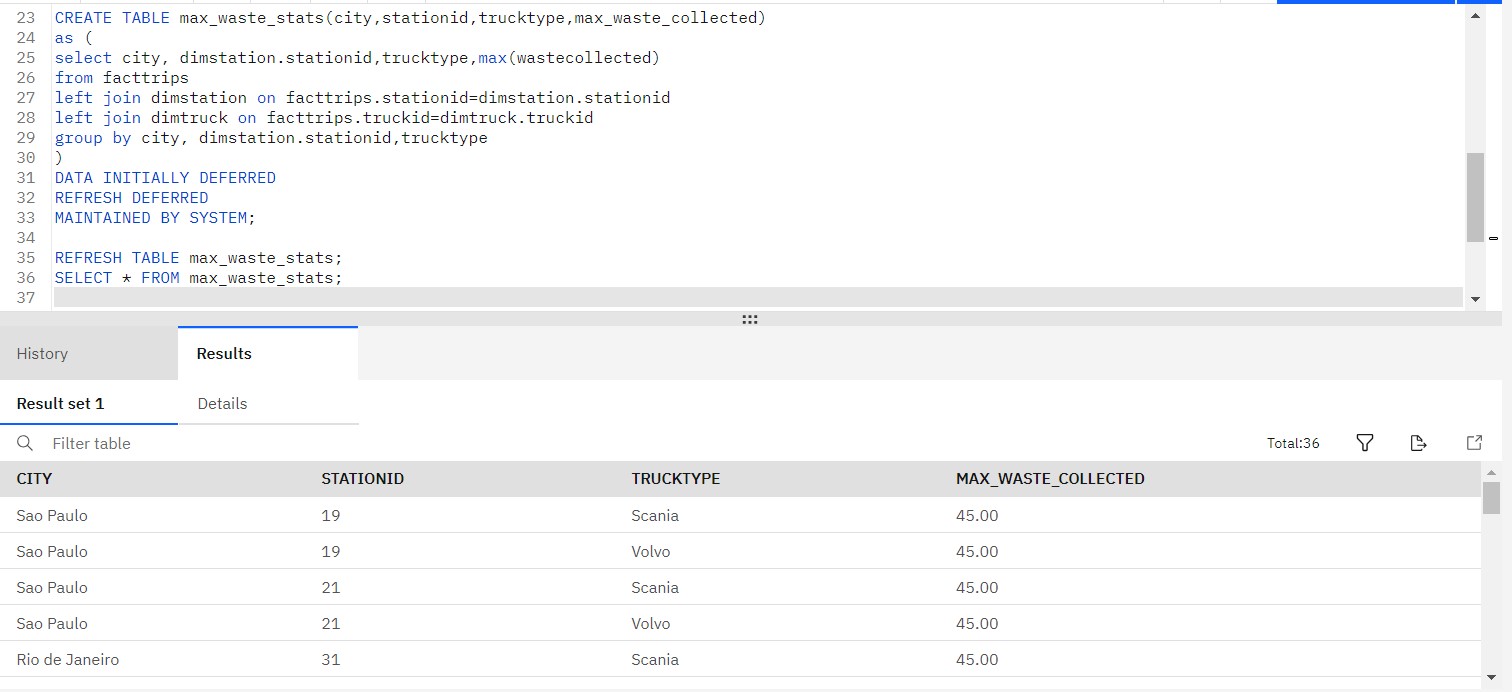 23 CREATE TABLE max_waste_stats(city,stationid,trucktype,max_waste_collected)
24 as (
25 select city, dimstation.stationid,trucktype,max(wastecollected)
26 from facttrips
27 left join dimstation on facttrips.stationid=dimstation.stationid
28 left join dimtruck on facttrips.truckid=dimtruck.truckid
29 group by city, dimstation.stationid,trucktype
30 )
31 DATA INITIALLY DEFERRED
32 REFRESH DEFERRED
33 MAINTAINED BY SYSTEM;
34
35 REFRESH TABLE max_waste_stats;
36 SELECT * FROM max_waste_stats;
37
History Results
Result set 1 Details
Filter table Total:36
CITY STATIONID TRUCKTYPE MAX_WASTE_COLLECTED
Sao Paulo 19 Scania 45.00
Sao Paulo 19 Volvo 45.00
Sao Paulo 21 Scania 45.00
Sao Paulo 21 Volvo 45.00
Rio de Janeiro 31 Scania 45.00